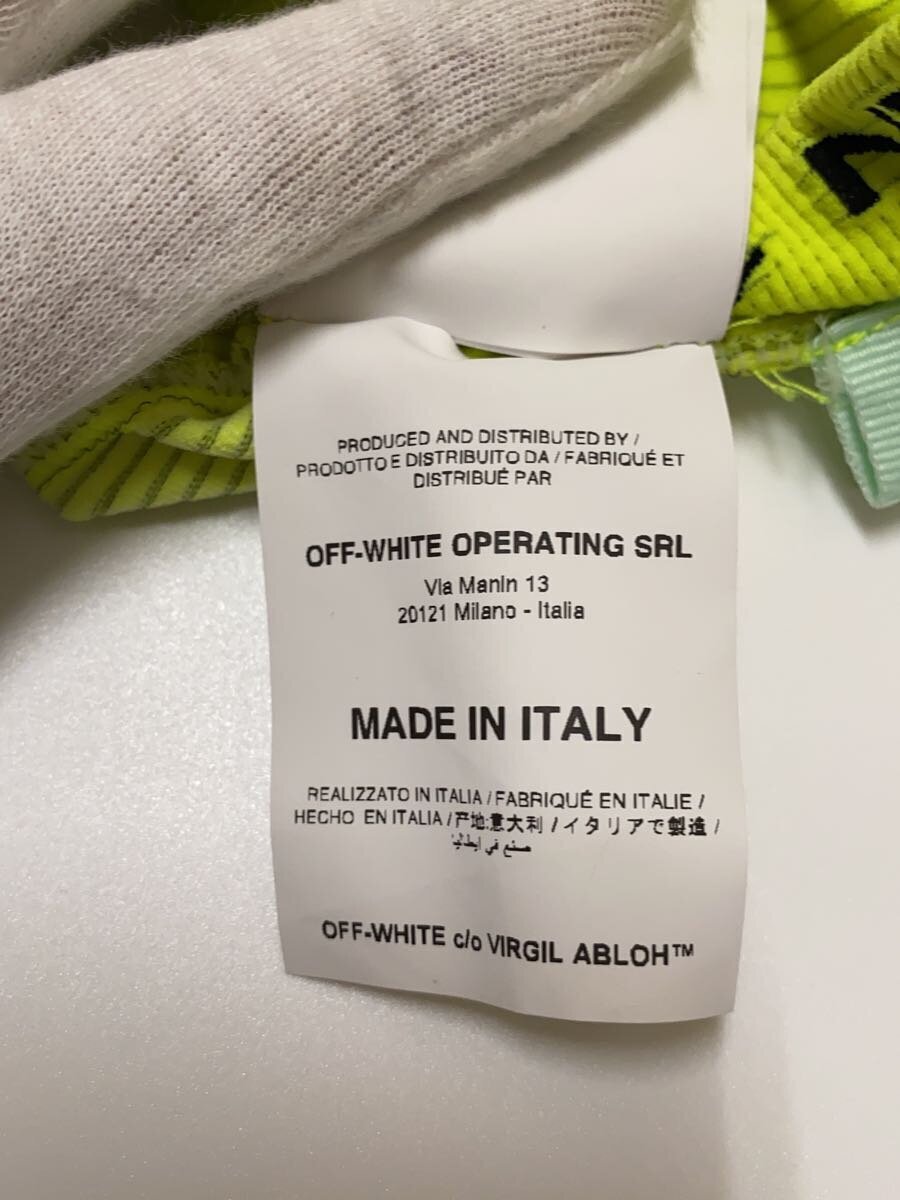 PRODUCED AND DISTRIBUTED BY /
PRODOTTO E DISTRIBUITO DA / FABRIQUÉ ET
DISTRIBUÉ PAR
OFF-WHITE OPERATING SRL
Via Manin 13
20121 Milano - Italia
MADE IN ITALY
REALIZZATO IN ITALIA / FABRIQUÉ EN ITALIE /
HECHO EN ITALIA / 产地:意大利 / イタリアで製造 /
صنع في إيطاليا
OFF-WHITE c/o VIRGIL ABLOH™